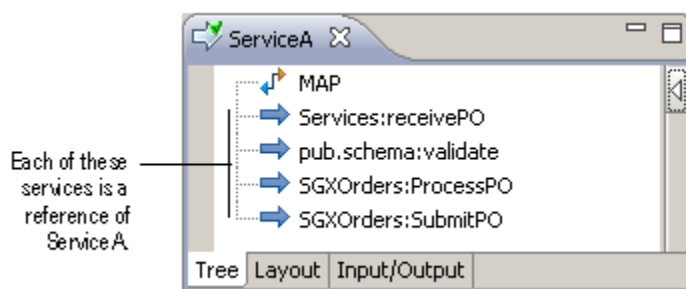 ServiceA
MAP
Services:receivePO
pub.schema:validate
SGXOrders:ProcessPO
SGXOrders:SubmitPO
Each of these
services is a
reference of
ServiceA.
Tree Layout Input/Output